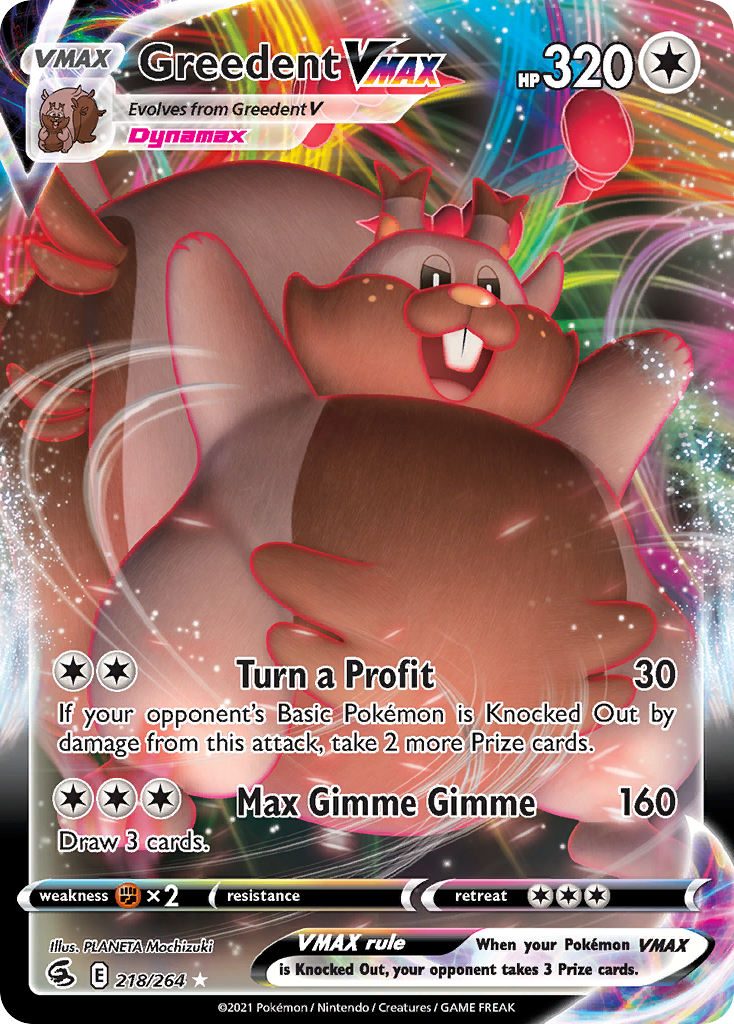 VMAX
Greedent VMAX
HP 320
Evolves from Greedent V
Dynamax
Turn a Profit 30
If your opponent's Basic Pokémon is Knocked Out by
damage from this attack, take 2 more Prize cards.
Max Gimme Gimme 160
Draw 3 cards.
weakness ×2 resistance retreat
Illus. PLANETA Mochizuki
VMAX rule When your Pokémon VMAX
is Knocked Out, your opponent takes 3 Prize cards.
E 218/264
©2021 Pokémon / Nintendo / Creatures / GAME FREAK